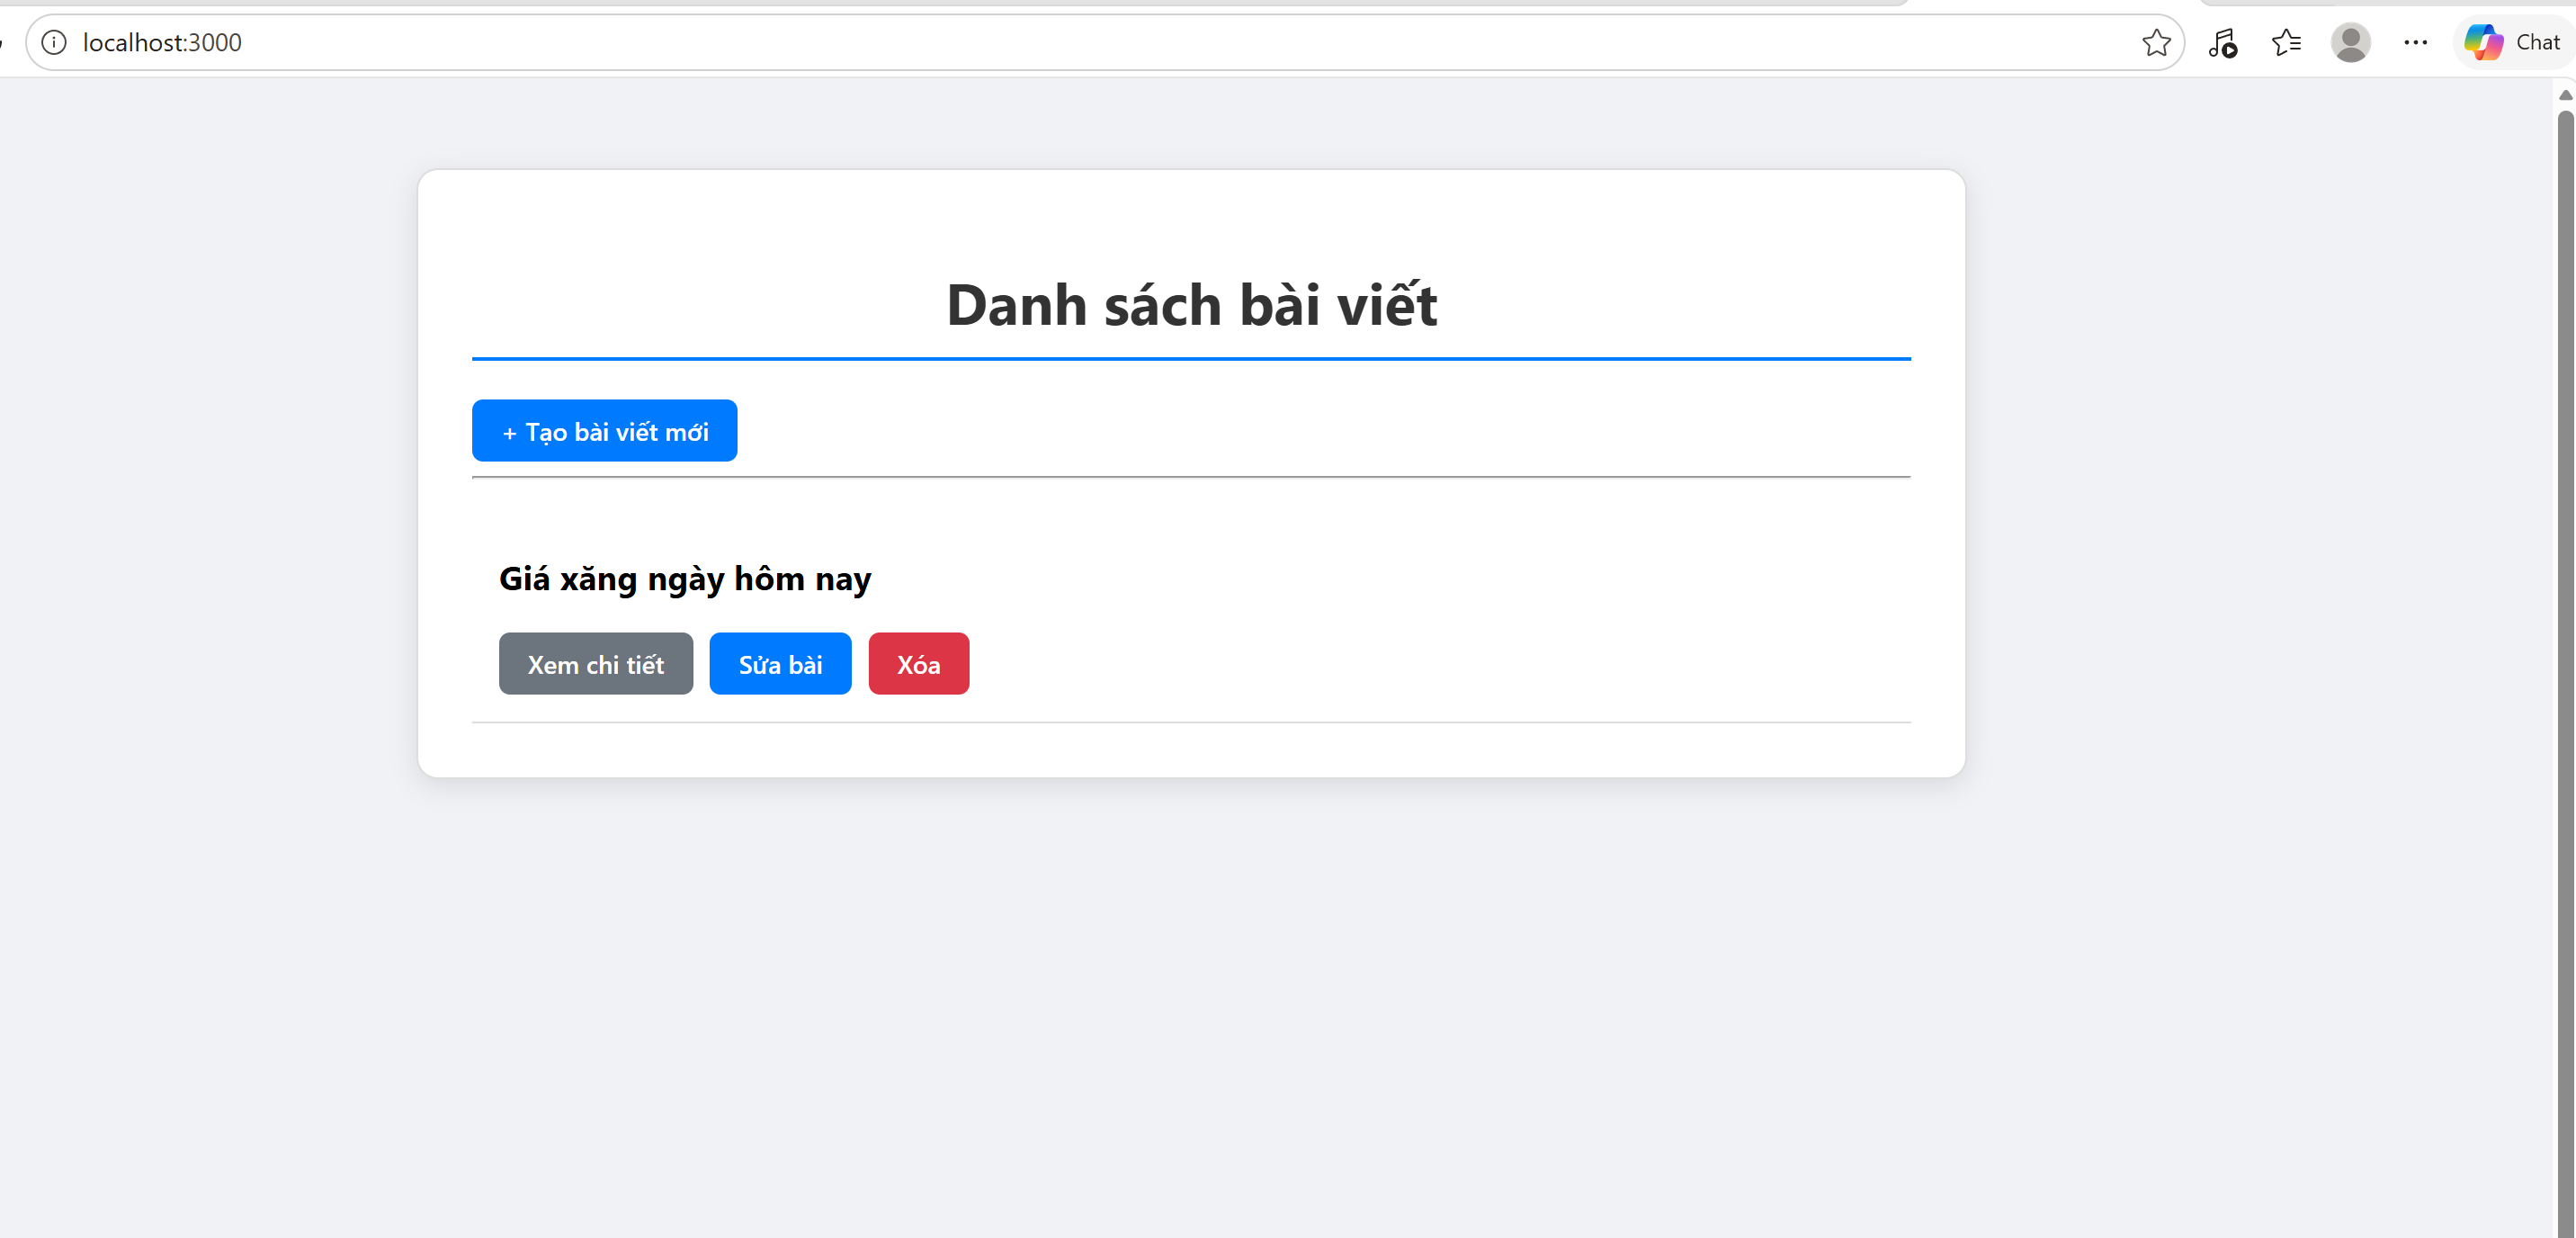 localhost:3000
Chat
Danh sách bài viết
+ Tạo bài viết mới
Giá xăng ngày hôm nay
Xem chi tiết Sửa bài Xóa